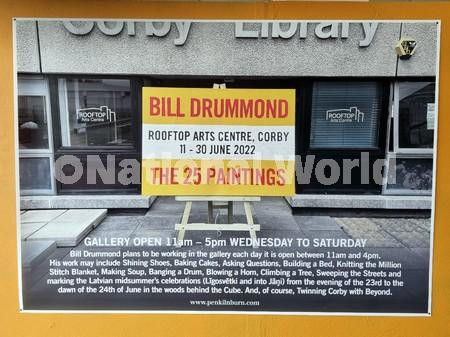 Corby Library
ROOFTOP
Arts Centre
ROOFTOP
Arts Centre
BILL DRUMMOND
ROOFTOP ARTS CENTRE, CORBY
11 - 30 JUNE 2022
THE 25 PAINTINGS
©National World
GALLERY OPEN 11am – 5pm WEDNESDAY TO SATURDAY
Bill Drummond plans to be working in the gallery each day it is open between 11am and 4pm.
His work may include Shining Shoes, Baking Cakes, Asking Questions, Building a Bed, Knitting the Million
Stitch Blanket, Making Soup, Banging a Drum, Blowing a Horn, Climbing a Tree, Sweeping the Streets and
marking the Latvian midsummer's celebrations (Līgosvētki and into Jāņi) from the evening of the 23rd to the
dawn of the 24th of June in the woods behind the Cube. And, of course, Twinning Corby with Beyond.
www.penkilnburn.com